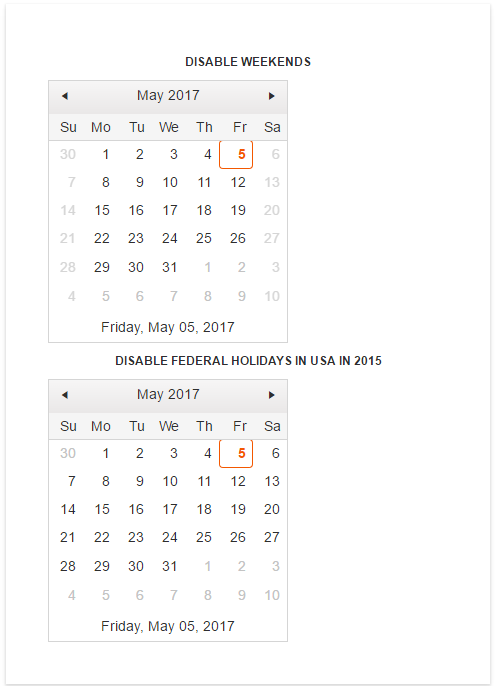 DISABLE WEEKENDS
May 2017
Su Mo Tu We Th Fr Sa
30 1 2 3 4 5 6
7 8 9 10 11 12 13
14 15 16 17 18 19 20
21 22 23 24 25 26 27
28 29 30 31 1 2 3
4 5 6 7 8 9 10
Friday, May 05, 2017
DISABLE FEDERAL HOLIDAYS IN USA IN 2015
May 2017
Su Mo Tu We Th Fr Sa
30 1 2 3 4 5 6
7 8 9 10 11 12 13
14 15 16 17 18 19 20
21 22 23 24 25 26 27
28 29 30 31 1 2 3
4 5 6 7 8 9 10
Friday, May 05, 2017